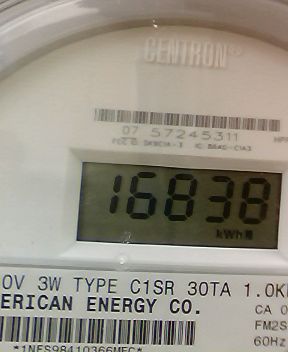 CENTRON®
07 57245311
16838
kWh
0V 3W TYPE C1SR 30TA 1.0K
ERICAN ENERGY CO.
CA 0
FM2S
60Hz
*1NES98410366MFC*